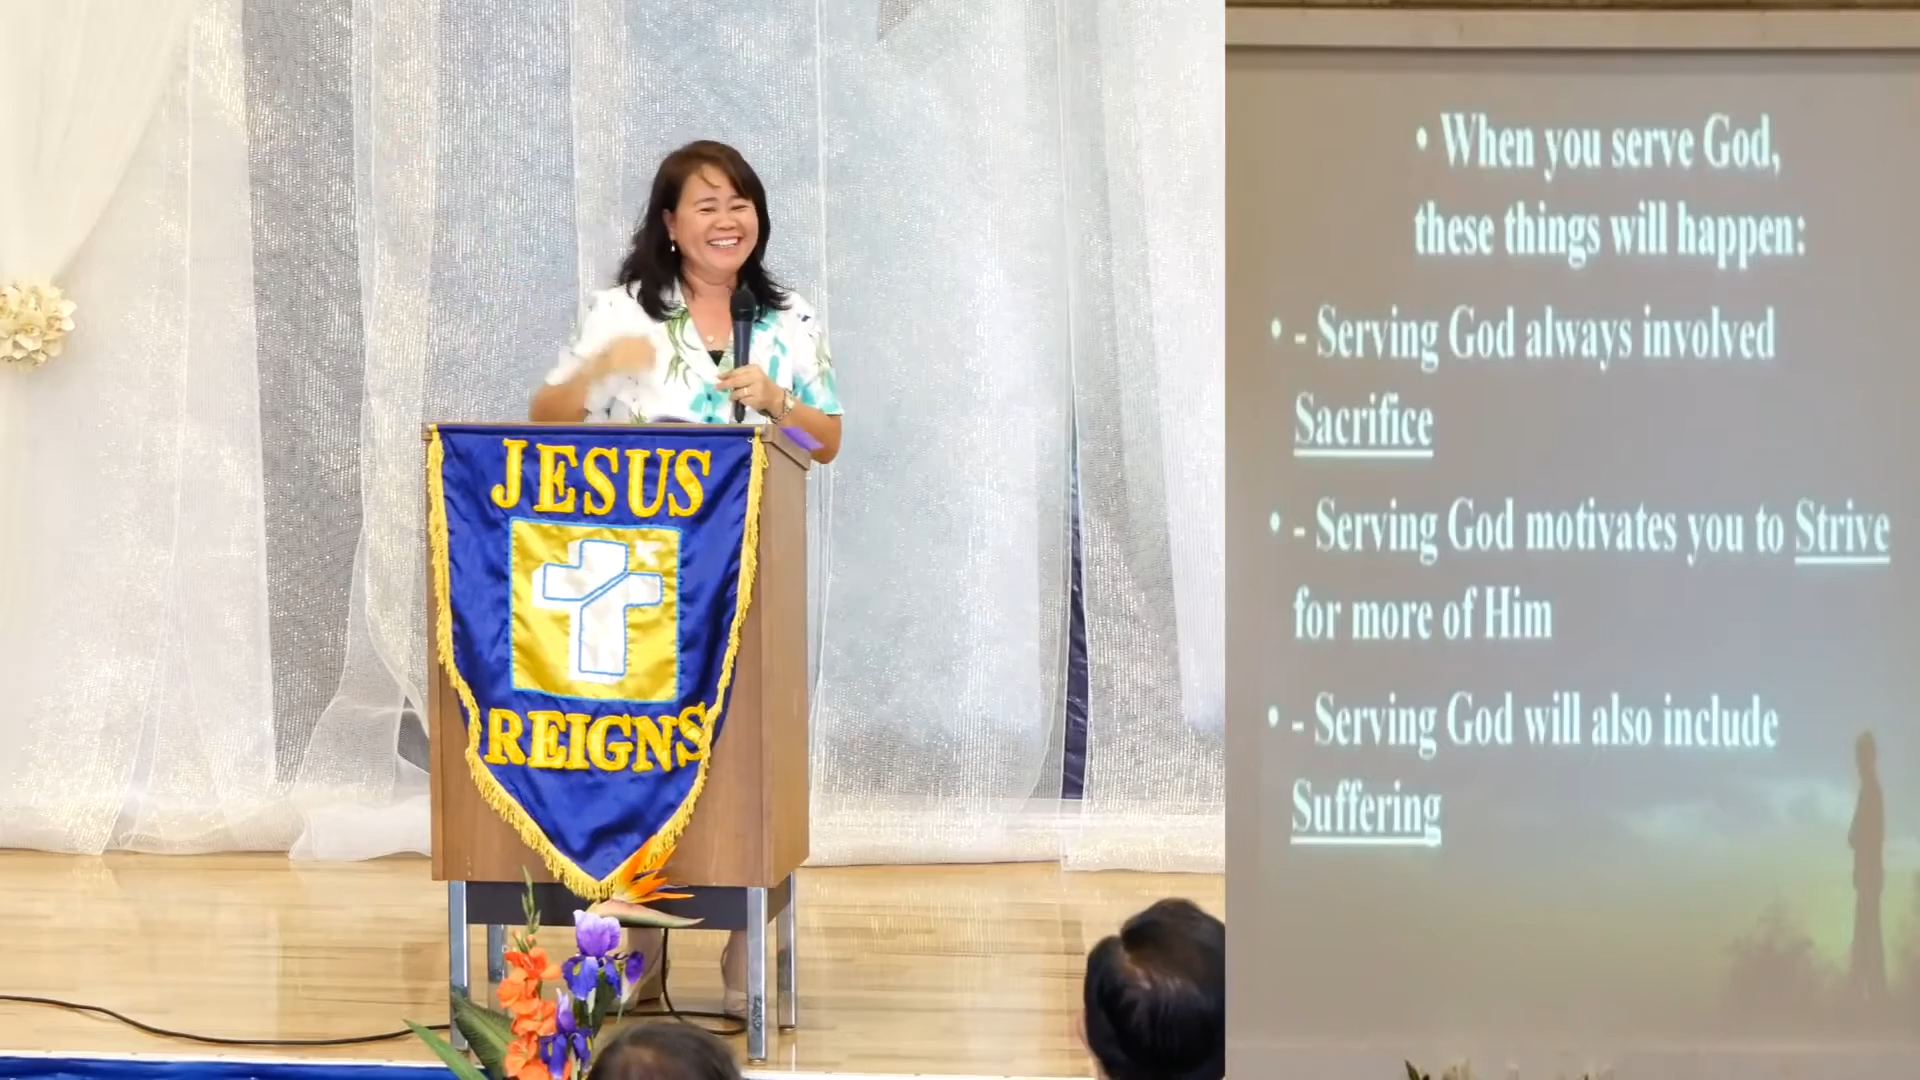 JESUS
REIGNS
• When you serve God,
these things will happen:
• - Serving God always involved
Sacrifice
• - Serving God motivates you to Strive
for more of Him
• - Serving God will also include
Suffering